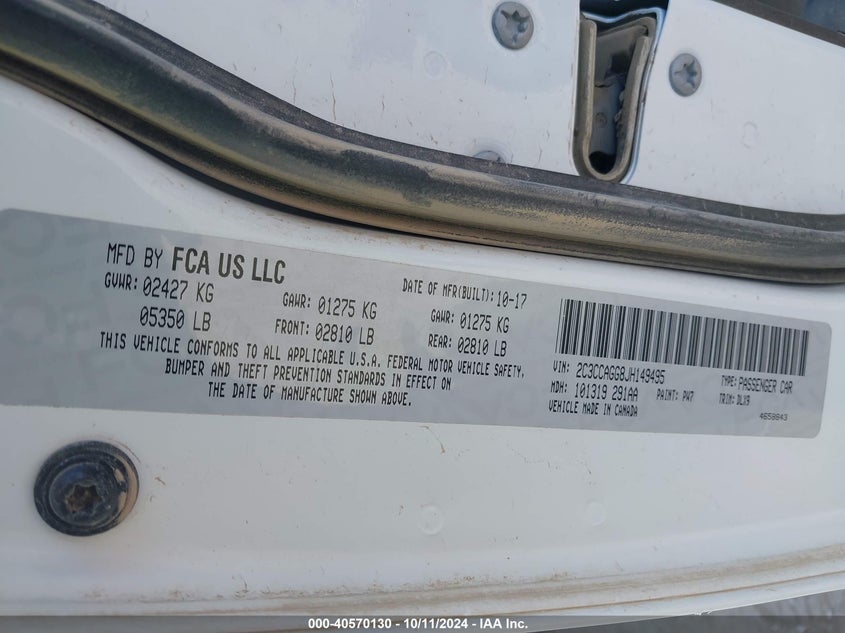 MFD BY FCA US LLC
DATE OF MFR(BUILT): 10-17
GVWR: 02427 KG
GAWR: 01275 KG
GAWR: 01275 KG
05350 LB
FRONT: 02810 LB
REAR: 02810 LB
THIS VEHICLE CONFORMS TO ALL APPLICABLE U.S.A. FEDERAL MOTOR VEHICLE SAFETY,
BUMPER AND THEFT PREVENTION STANDARDS IN EFFECT ON
THE DATE OF MANUFACTURE SHOWN ABOVE.
VIN: 2C3CCAGG8JH149495
TYPE: PASSENGER CAR
MDH: 101319 291AA
PAINT: PW7
TRIM: DLX9
VEHICLE MADE IN CANADA
4658843
000-40570130 - 10/11/2024 - IAA Inc.